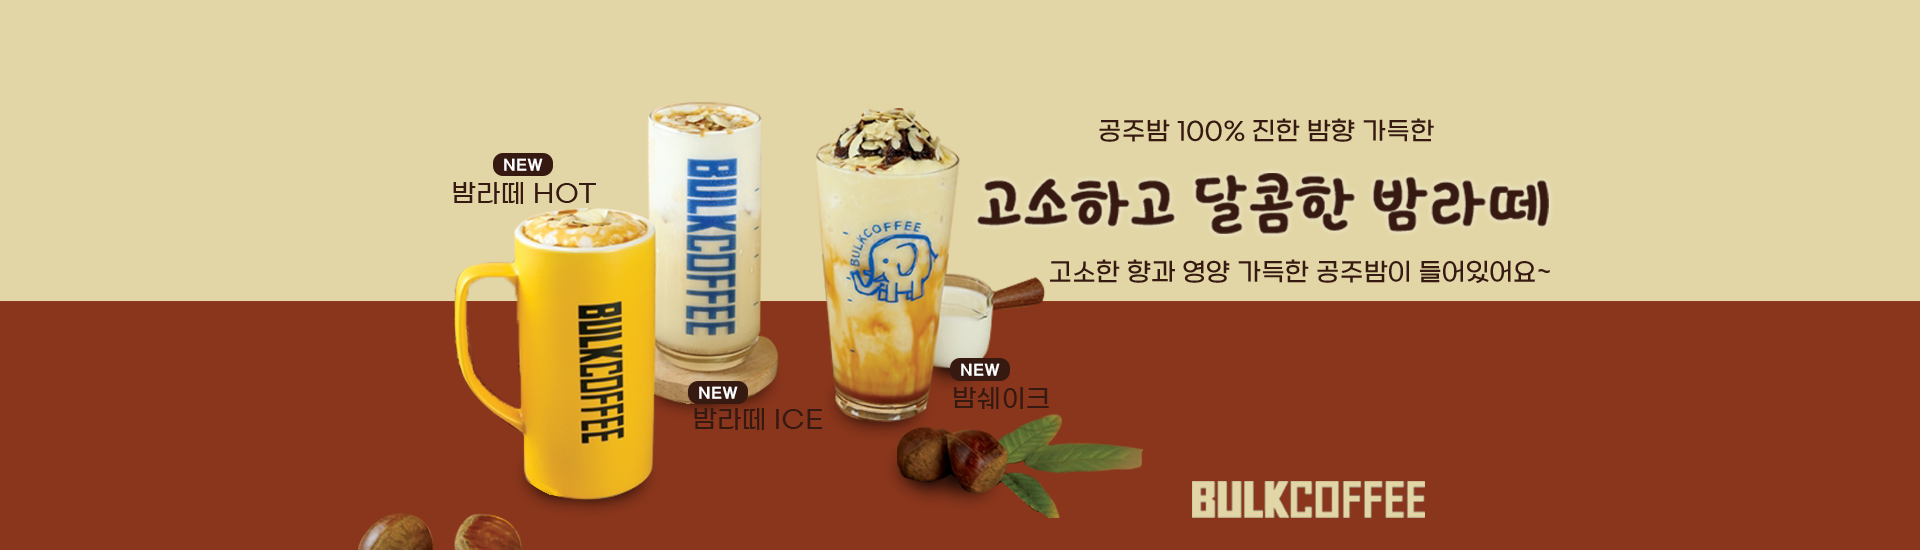 NEW
밤라떼 HOT
BULKCOFFEE
BULKCOFFEE
NEW
밤라떼 ICE
BULKCOFFEE
NEW
밤쉐이크
공주밤 100% 진한 밤향 가득한
고소하고 달콤한 밤라떼
고소한 향과 영양 가득한 공주밤이 들어있어요~
BULKCOFFEE